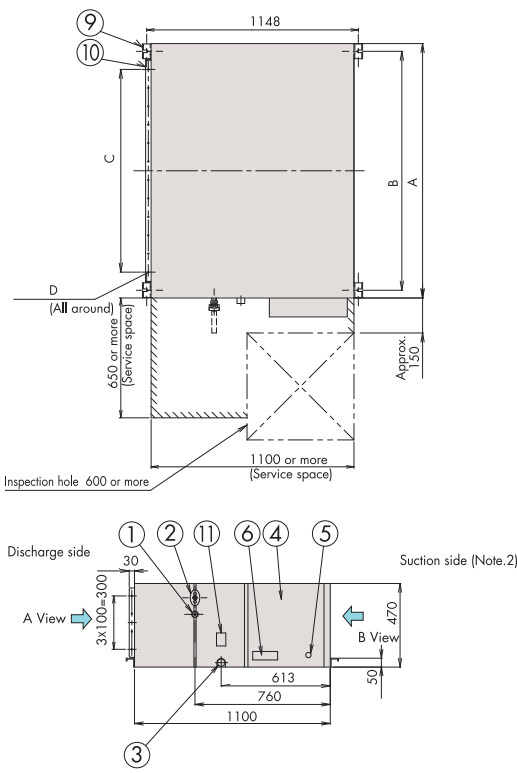 1148
9
10
C
B
A
D
(All around)
650 or more
(Service space)
Approx.
150
1100 or more
(Service space)
Inspection hole 600 or more
1
2
11
6
4
5
Discharge side
30
Suction side (Note.2)
A View
3x100=300
470
B View
50
613
760
1100
3